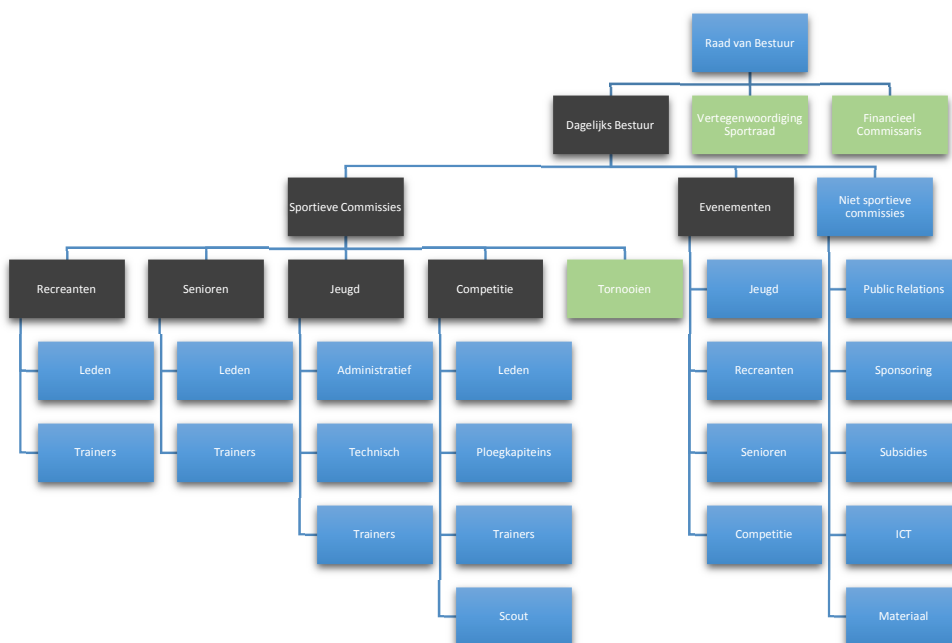 Raad van Bestuur
Dagelijks Bestuur
Vertegenwoordiging
Sportraad
Financieel
Commissaris
Sportieve Commissies
Evenementen
Niet sportieve
commissies
Recreanten
Senioren
Jeugd
Competitie
Tornooien
Jeugd
Public Relations
Leden
Leden
Administratief
Leden
Recreanten
Sponsoring
Trainers
Trainers
Technisch
Ploegkapiteins
Senioren
Subsidies
Trainers
Trainers
Competitie
ICT
Scout
Materiaal